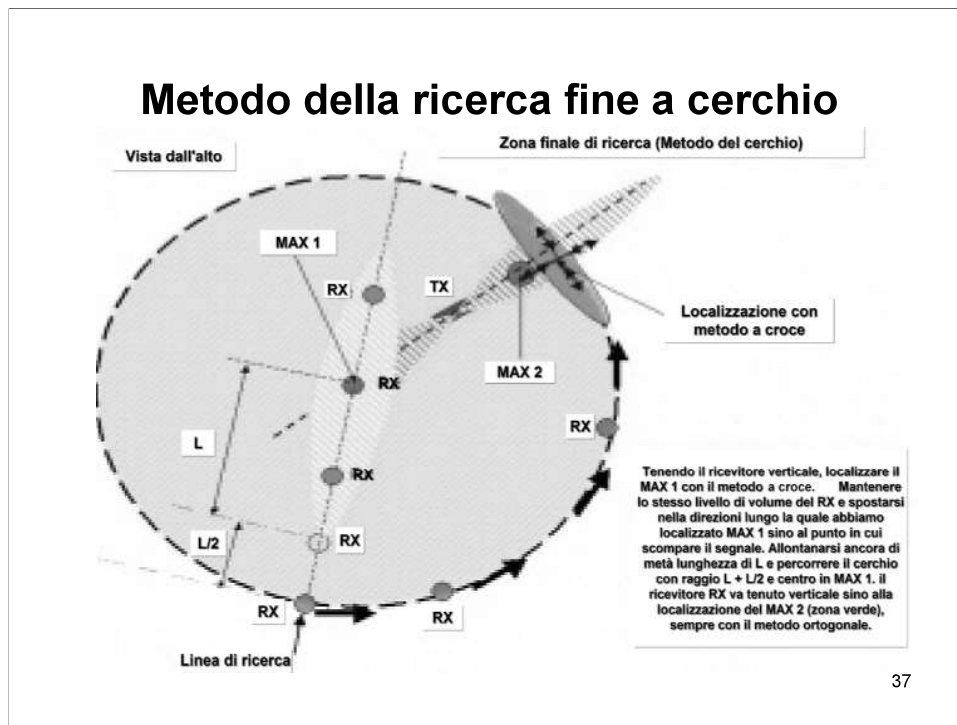 Metodo della ricerca fine a cerchio
Vista dall'alto
Zona finale di ricerca (Metodo del cerchio)
MAX 1
RX
TX
Localizzazione con
metodo a croce
RX
MAX 2
RX
L
RX
L/2
RX
RX
RX
Linea di ricerca
Tenendo il ricevitore verticale, localizzare il
MAX 1 con il metodo a croce. Mantenere
lo stesso livello di volume del RX e spostarsi
nella direzioni lungo la quale abbiamo
localizzato MAX 1 sino al punto in cui
scompare il segnale. Allontanarsi ancora di
metà lunghezza di L e percorrere il cerchio
con raggio L + L/2 e centro in MAX 1. il
ricevitore RX va tenuto verticale sino alla
localizzazione del MAX 2 (zona verde),
sempre con il metodo ortogonale.
37